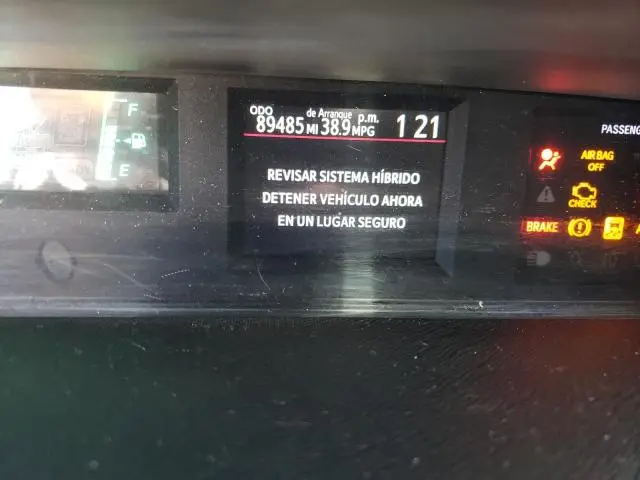 F
E
ODO de Arranque p.m.
89485 MI 38.9 MPG 1 21
REVISAR SISTEMA HÍBRIDO
DETENER VEHÍCULO AHORA
EN UN LUGAR SEGURO
PASSENG
AIR BAG
OFF
CHECK
BRAKE